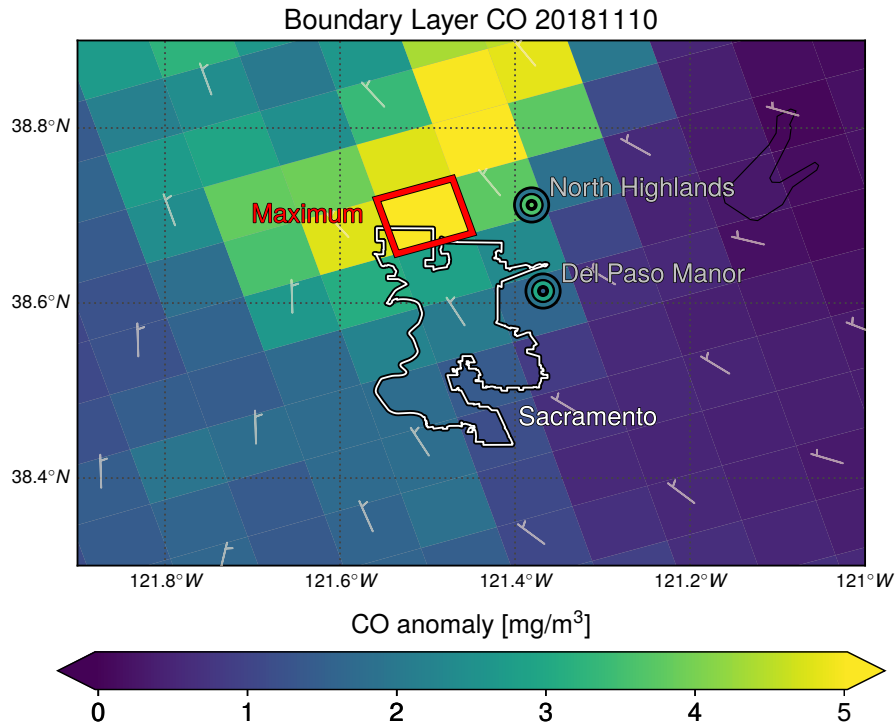 Boundary Layer CO 20181110
38.8°N
North Highlands
Maximum
Del Paso Manor
38.6°N
Sacramento
38.4°N
121.8°W 121.6°W 121.4°W 121.2°W 121°W
CO anomaly [mg/m³]
0 1 2 3 4 5